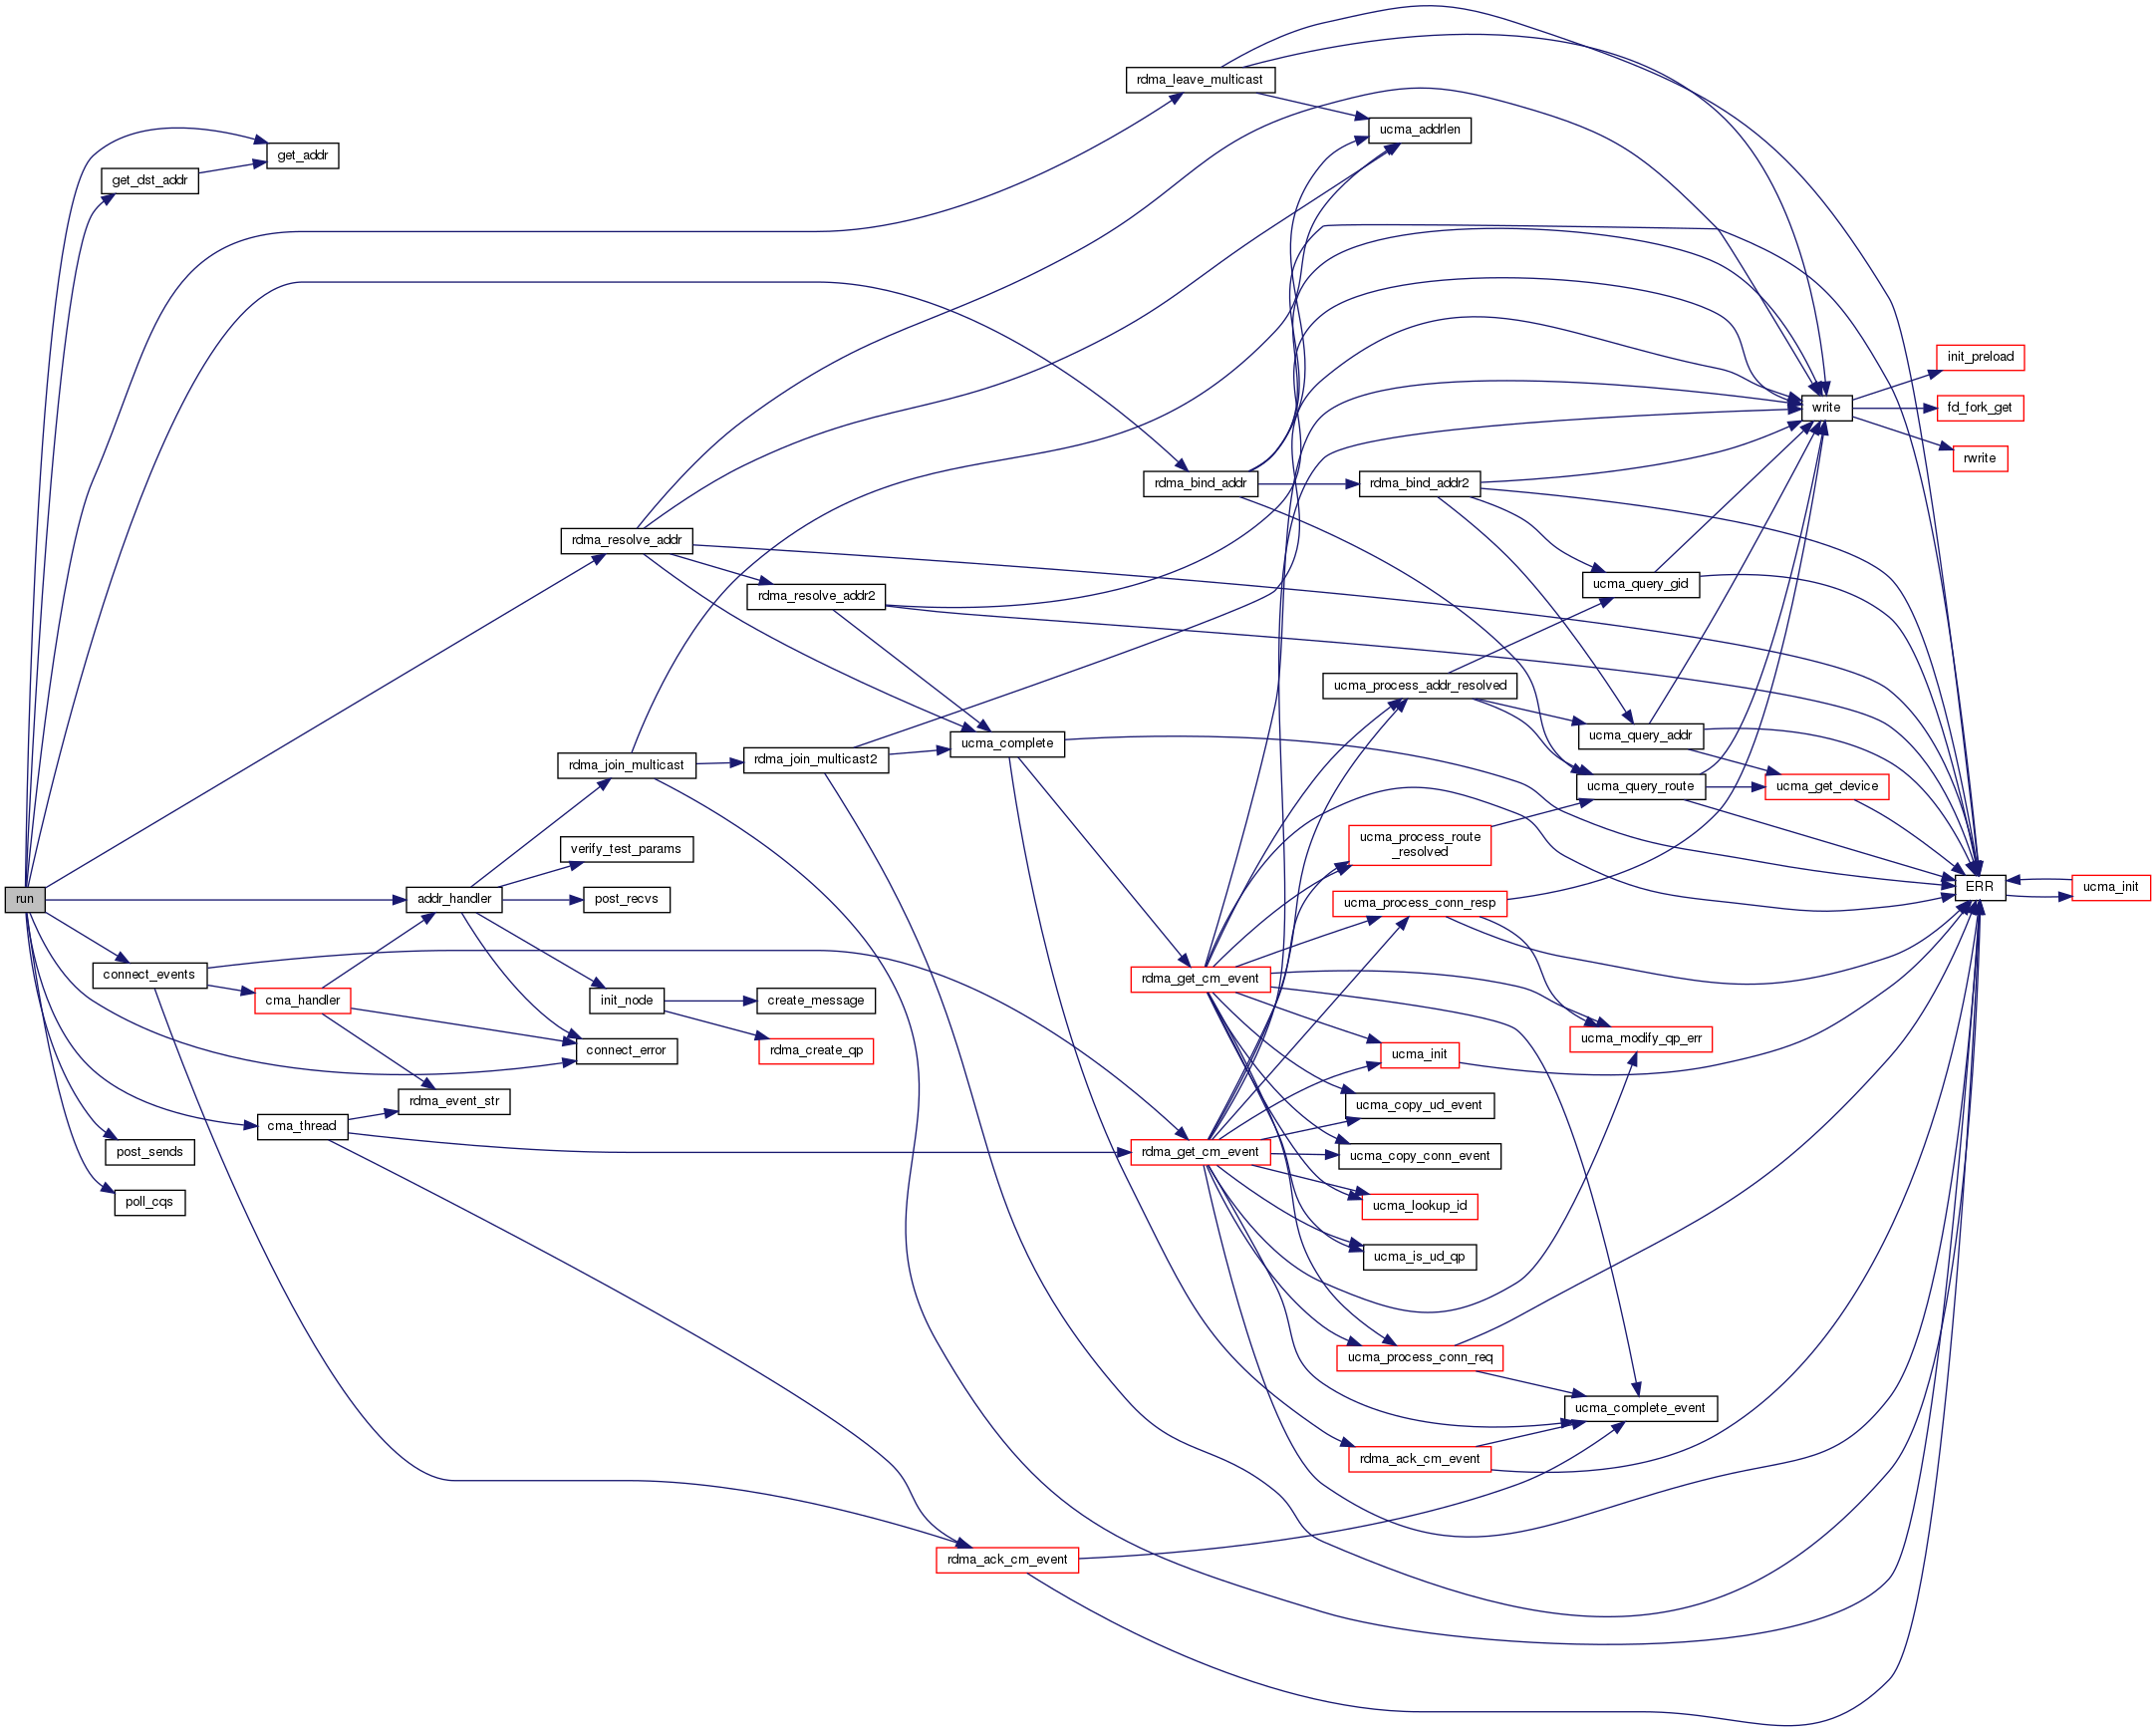 rdma_leave_multicast
ucma_addrlen
get_addr
get_dst_addr
init_preload
write
fd_fork_get
rwrite
rdma_bind_addr
rdma_bind_addr2
rdma_resolve_addr
ucma_query_gid
rdma_resolve_addr2
ucma_process_addr_resolved
ucma_query_addr
ucma_complete
rdma_join_multicast
rdma_join_multicast2
ucma_query_route
ucma_get_device
verify_test_params
ucma_process_route
_resolved
run
addr_handler
post_recvs
ucma_process_conn_resp
ERR
ucma_init
connect_events
rdma_get_cm_event
cma_handler
init_node
create_message
ucma_modify_qp_err
connect_error
rdma_create_qp
ucma_init
rdma_event_str
ucma_copy_ud_event
cma_thread
post_sends
rdma_get_cm_event
ucma_copy_conn_event
poll_cqs
ucma_lookup_id
ucma_is_ud_qp
ucma_process_conn_req
ucma_complete_event
rdma_ack_cm_event
rdma_ack_cm_event